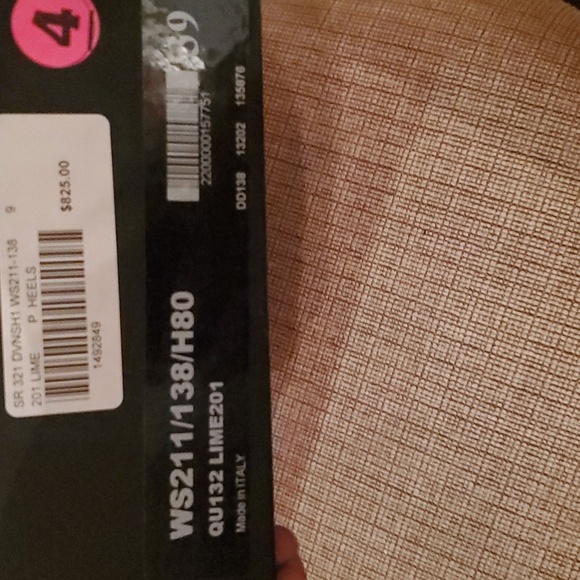 4
SR 321 DVNSH1 WS211-138 9
201 LIME P HEELS
$825.00
1492849
39
2200000157751
WS211/138/H80
QU132 LIME201
Made in ITALY
DD138 13202 135876